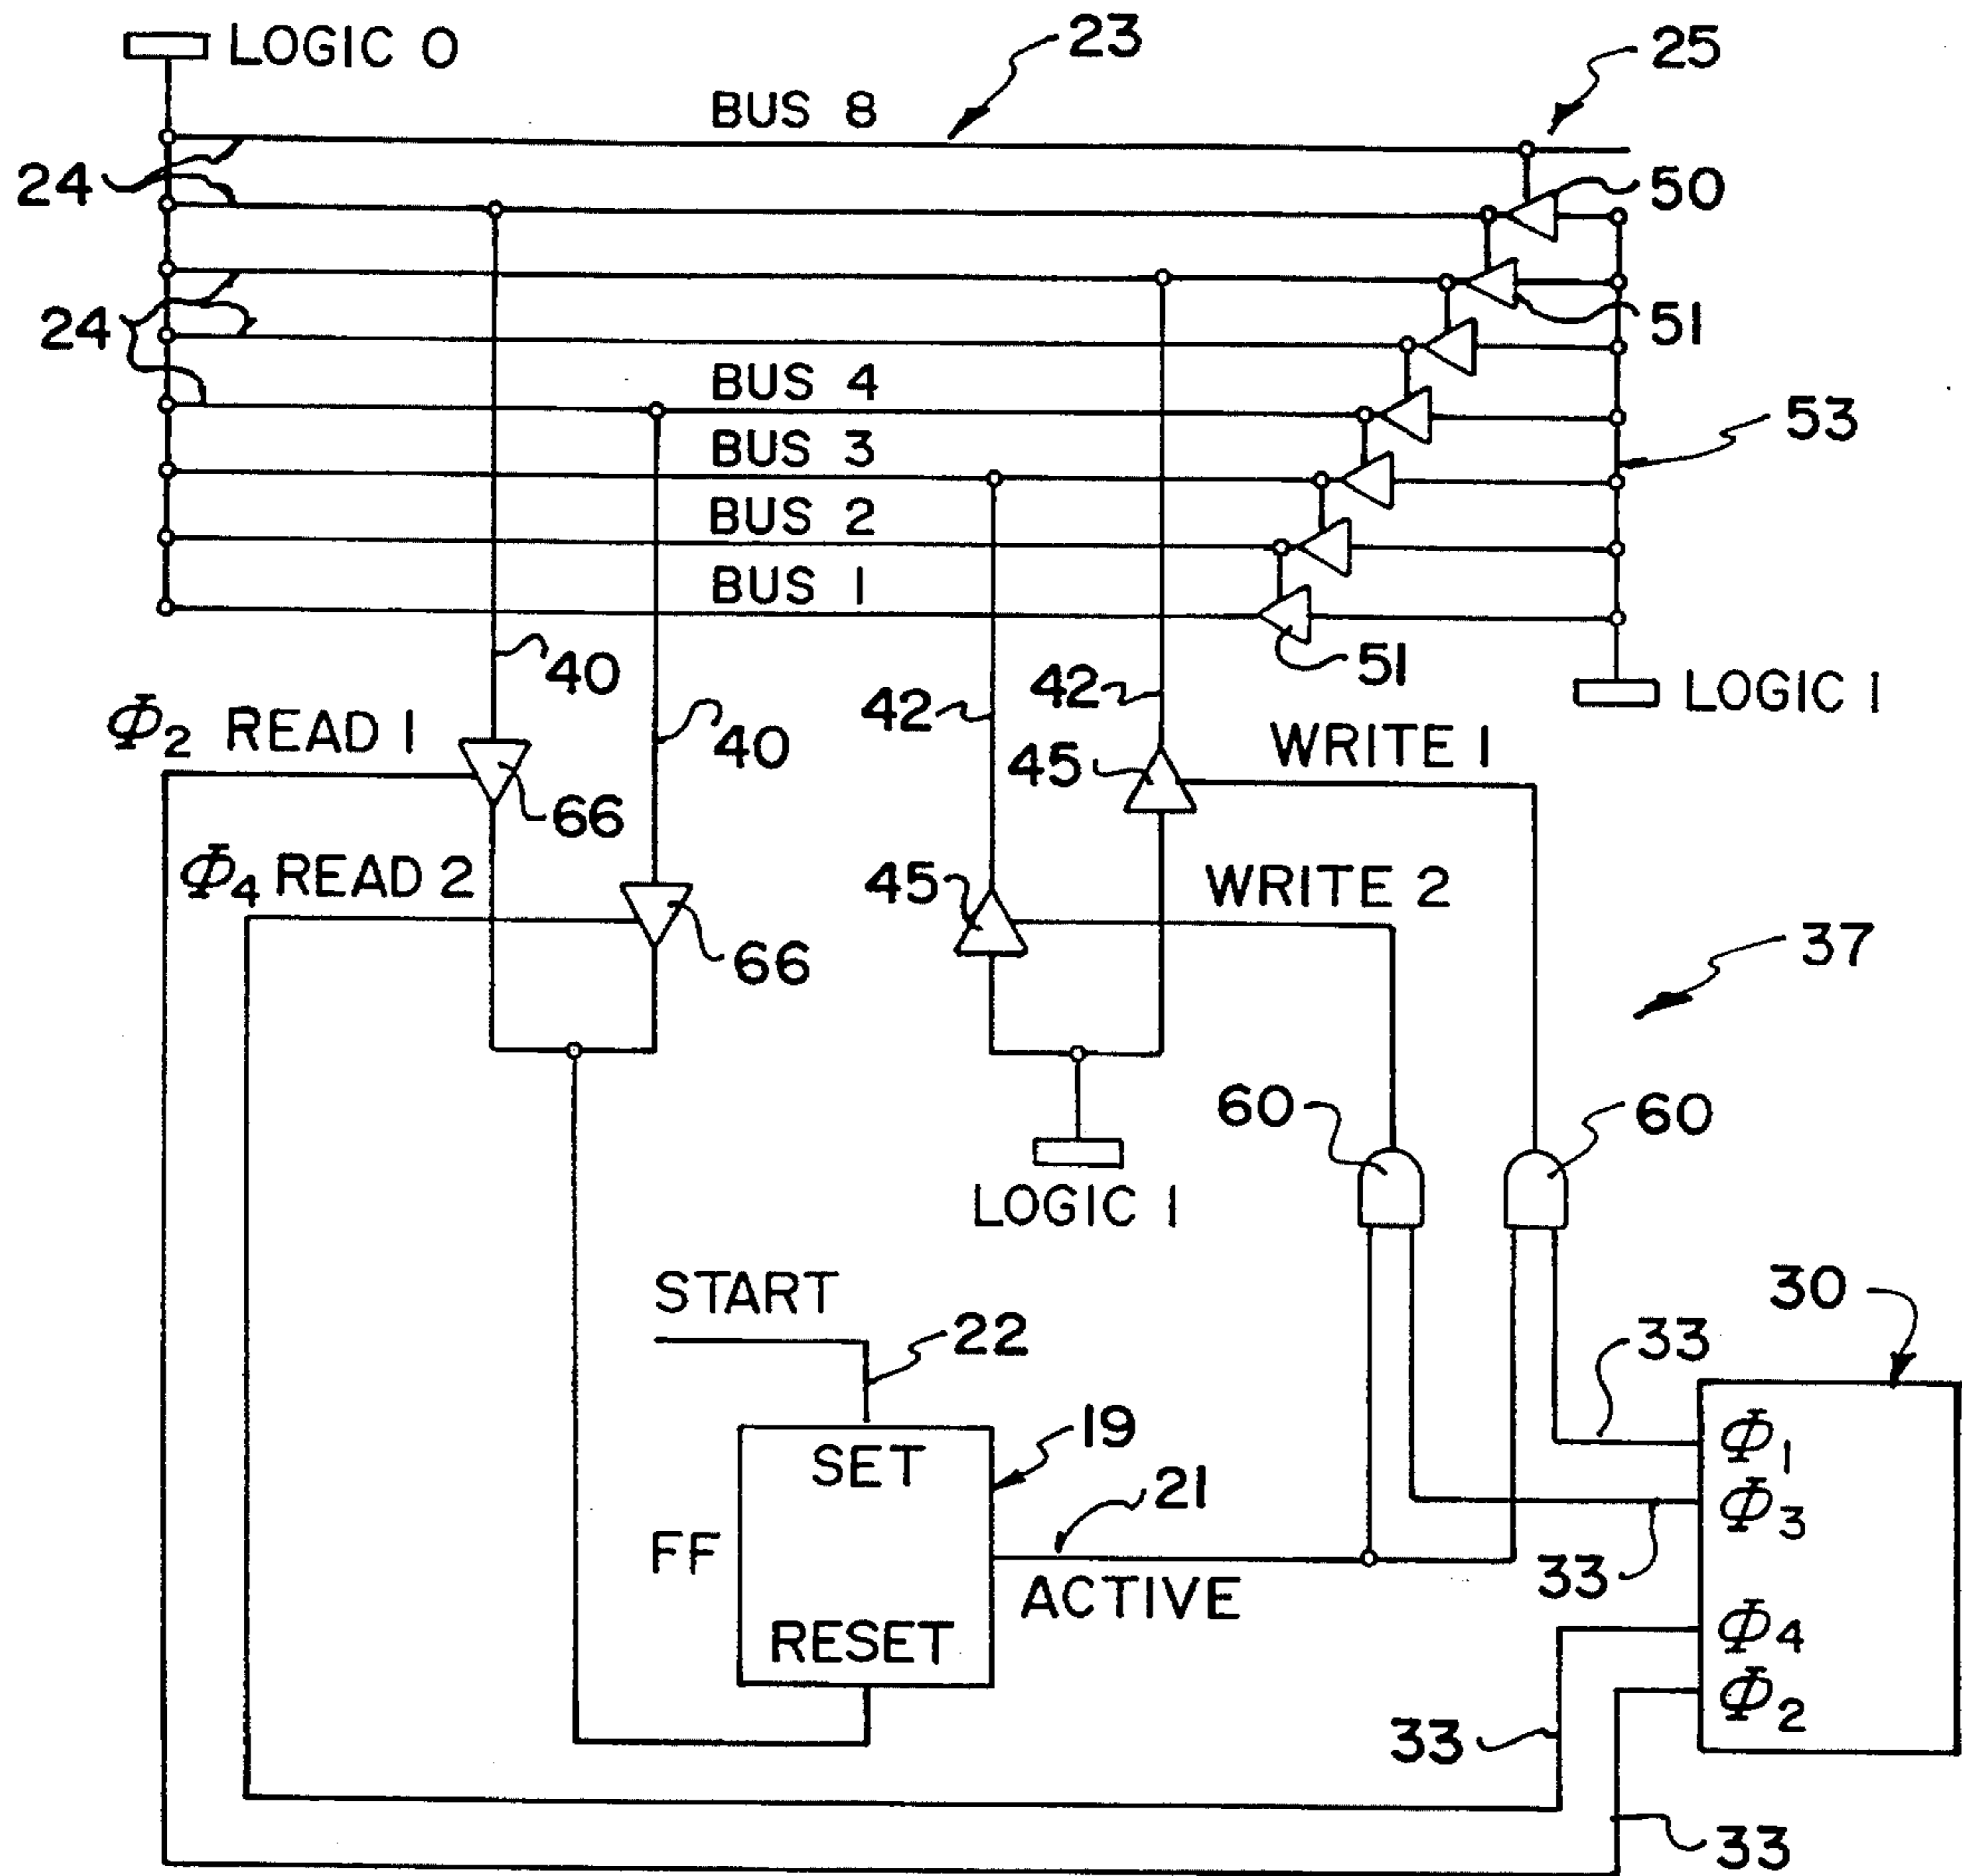 LOGIC 0
23
25
BUS 8
24
50
24
51
BUS 4
53
BUS 3
BUS 2
BUS 1
51
40
42
42
LOGIC 1
Φ2 READ 1
40
WRITE 1
45
66
Φ4 READ 2
45
WRITE 2
66
37
60
60
LOGIC 1
START
22
30
33
19
Φ1
SET
21
Φ3
FF
33
ACTIVE
RESET
Φ4
Φ2
33
33